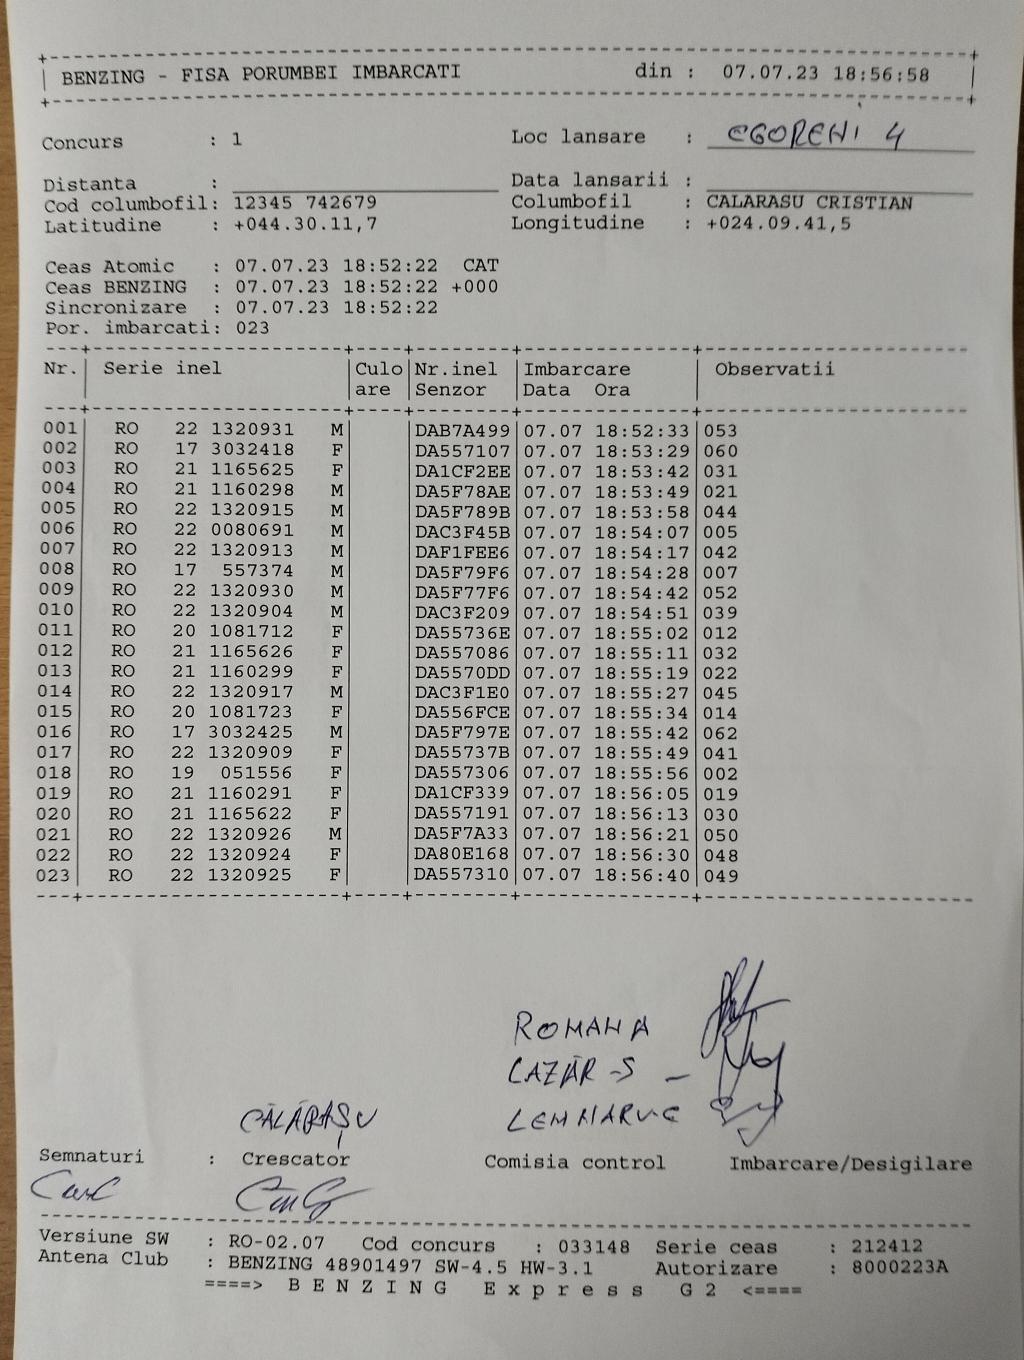 BENZING - FISA PORUMBEI IMBARCATI din : 07.07.23 18:56:58
Concurs : 1 Loc lansare : EGORENI 4
Distanta : Data lansarii :
Cod columbofil: 12345 742679 Columbofil : CALARASU CRISTIAN
Latitudine : +044.30.11,7 Longitudine : +024.09.41,5
Ceas Atomic : 07.07.23 18:52:22 CAT
Ceas BENZING : 07.07.23 18:52:22 +000
Sincronizare : 07.07.23 18:52:22
Por. imbarcati: 023
Nr. Serie inel Culo Nr.inel Imbarcare Observatii
are Senzor Data Ora
001 RO 22 1320931 M DAB7A499 07.07 18:52:33 053
002 RO 17 3032418 F DA557107 07.07 18:53:29 060
003 RO 21 1165625 F DA1CF2EE 07.07 18:53:42 031
004 RO 21 1160298 M DA5F78AE 07.07 18:53:49 021
005 RO 22 1320915 M DA5F789B 07.07 18:53:58 044
006 RO 22 0080691 M DAC3F45B 07.07 18:54:07 005
007 RO 22 1320913 M DAF1FEE6 07.07 18:54:17 042
008 RO 17 557374 M DA5F79F6 07.07 18:54:28 007
009 RO 22 1320930 M DA5F77F6 07.07 18:54:42 052
010 RO 22 1320904 M DAC3F209 07.07 18:54:51 039
011 RO 20 1081712 F DA55736E 07.07 18:55:02 012
012 RO 21 1165626 F DA557086 07.07 18:55:11 032
013 RO 21 1160299 F DA5570DD 07.07 18:55:19 022
014 RO 22 1320917 M DAC3F1E0 07.07 18:55:27 045
015 RO 20 1081723 F DA556FCE 07.07 18:55:34 014
016 RO 17 3032425 M DA5F797E 07.07 18:55:42 062
017 RO 22 1320909 F DA55737B 07.07 18:55:49 041
018 RO 19 051556 F DA557306 07.07 18:55:56 002
019 RO 21 1160291 F DA1CF339 07.07 18:56:05 019
020 RO 21 1165622 F DA557191 07.07 18:56:13 030
021 RO 22 1320926 M DA5F7A33 07.07 18:56:21 050
022 RO 22 1320924 F DA80E168 07.07 18:56:30 048
023 RO 22 1320925 F DA557310 07.07 18:56:40 049
ROMANA
LAZĂR -S -
CĂLĂRAȘU
Semnaturi : Crescator Comisia control Imbarcare/Desigilare
Versiune SW : RO-02.07 Cod concurs : 033148 Serie ceas : 212412
Antena Club : BENZING 48901497 SW-4.5 HW-3.1 Autorizare : 8000223A
====> B E N Z I N G E x p r e s s G 2 <====